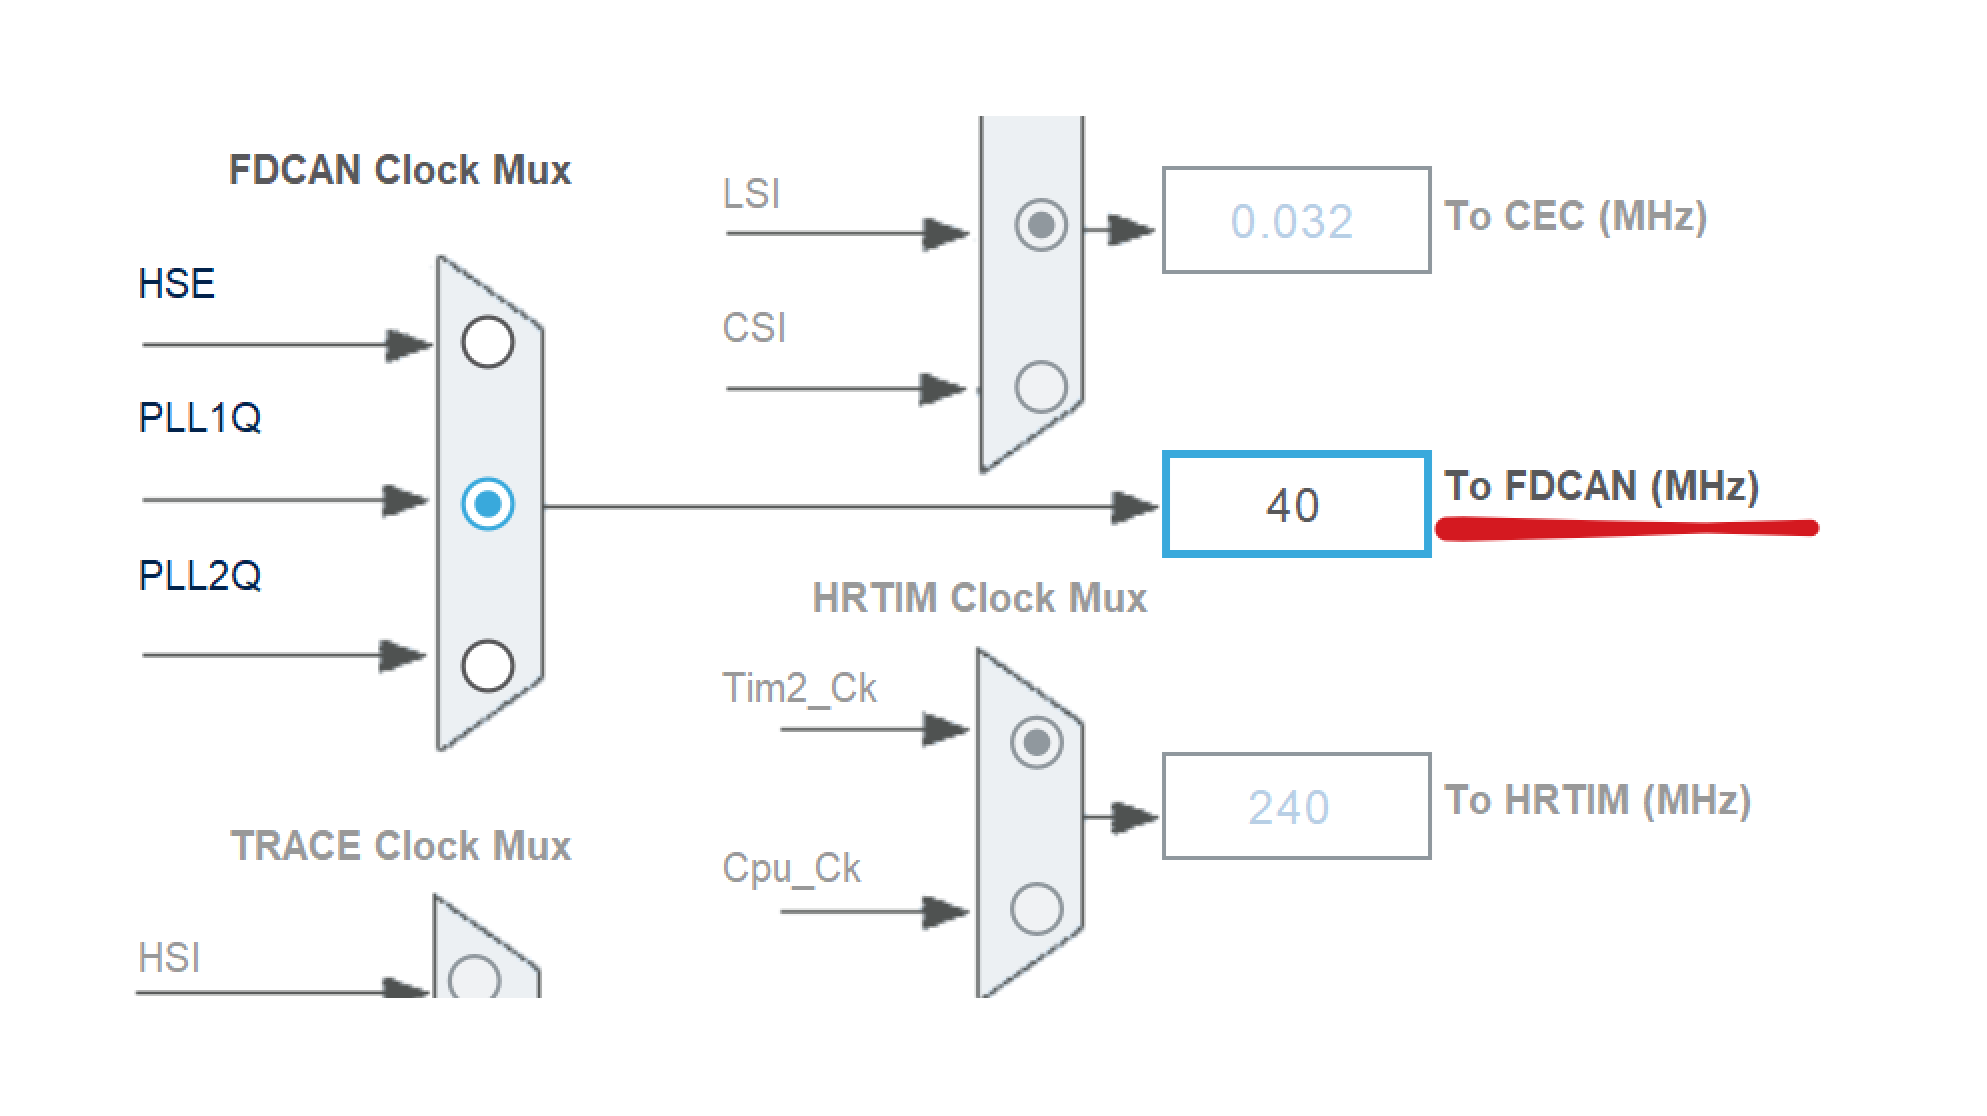 FDCAN Clock Mux
LSI
0.032
To CEC (MHz)
HSE
CSI
PLL1Q
40
To FDCAN (MHz)
PLL2Q
HRTIM Clock Mux
Tim2_Ck
240
To HRTIM (MHz)
TRACE Clock Mux
Cpu_Ck
HSI